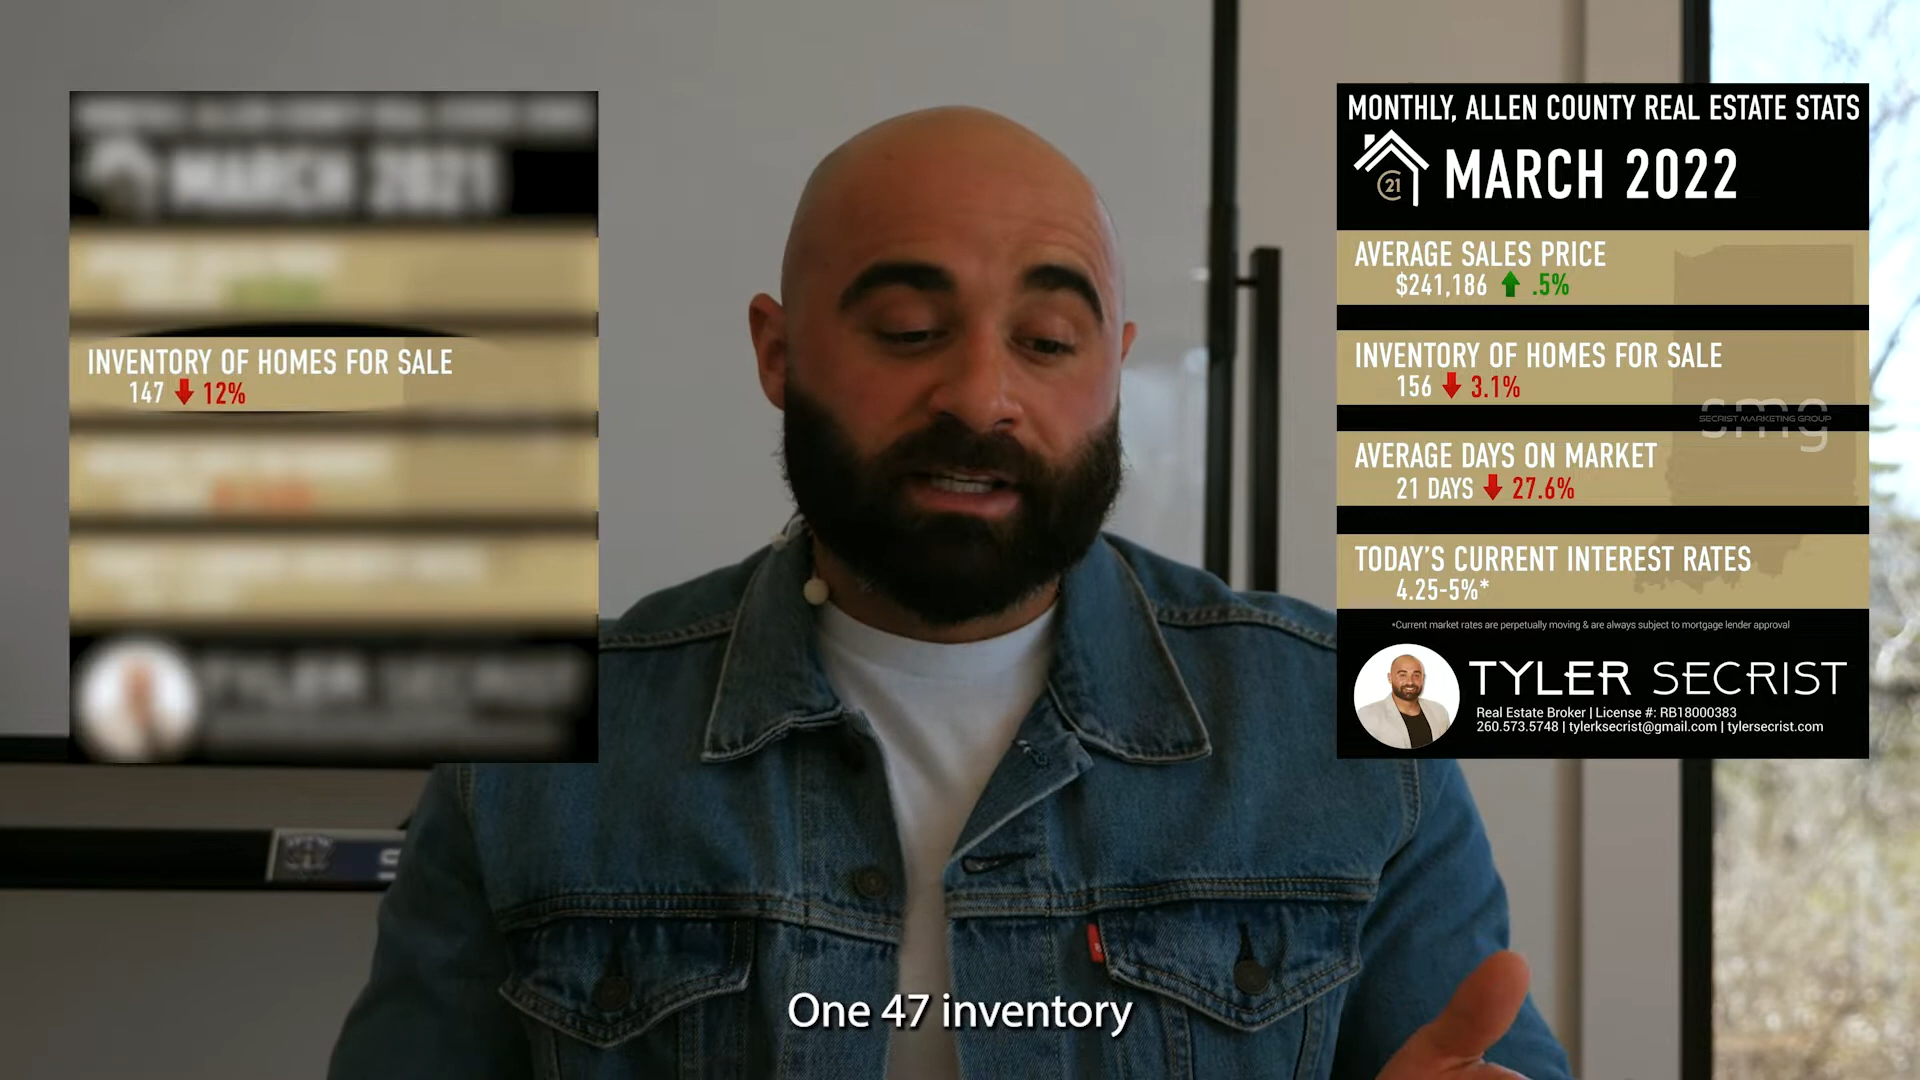 MARCH 2021
INVENTORY OF HOMES FOR SALE
147 12%
TYLER SECRIST
MONTHLY, ALLEN COUNTY REAL ESTATE STATS
21
MARCH 2022
AVERAGE SALES PRICE
$241,186 .5%
INVENTORY OF HOMES FOR SALE
156 3.1%
smg
SECRIST MARKETING GROUP
AVERAGE DAYS ON MARKET
21 DAYS 27.6%
TODAY'S CURRENT INTEREST RATES
4.25-5%*
*Current market rates are perpetually moving & are always subject to mortgage lender approval
TYLER SECRIST
Real Estate Broker | License #: RB18000383
260.573.5748 | tylerksecrist@gmail.com | tylersecrist.com
One 47 inventory